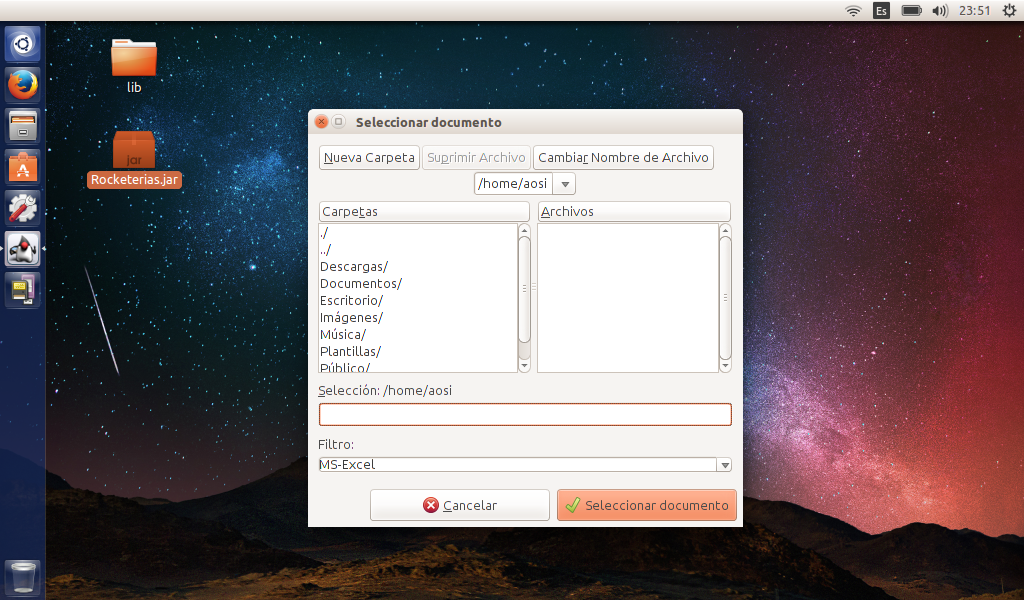 Es
23:51
lib
jar
Rocketerias.jar
Seleccionar documento
Nueva Carpeta
Suprimir Archivo
Cambiar Nombre de Archivo
/home/aosi
Carpetas
Archivos
./
../
Descargas/
Documentos/
Escritorio/
Imágenes/
Música/
Plantillas/
Público/
Selección: /home/aosi
Filtro:
MS-Excel
Cancelar
Seleccionar documento